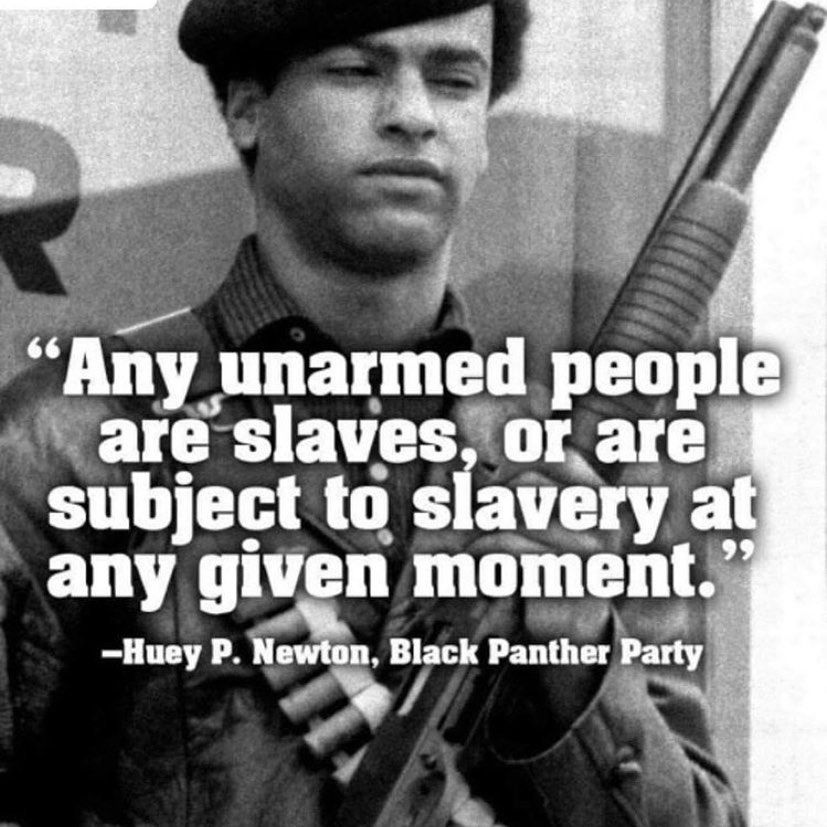 R
“Any unarmed people
are slaves, or are
subject to slavery at
any given moment.”
–Huey P. Newton, Black Panther Party